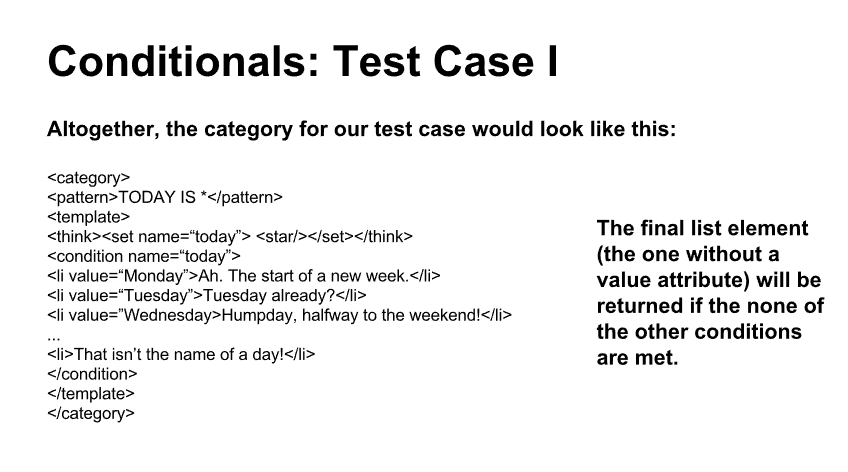 Conditionals: Test Case I
Altogether, the category for our test case would look like this:
<category>
<pattern>TODAY IS *</pattern>
<template>
<think><set name=“today”> <star/></set></think>
<condition name=“today”>
<li value=“Monday”>Ah. The start of a new week.</li>
<li value=“Tuesday”>Tuesday already?</li>
<li value=”Wednesday>Humpday, halfway to the weekend!</li>
...
<li>That isn’t the name of a day!</li>
</condition>
</template>
</category>
The final list element
(the one without a
value attribute) will be
returned if the none of
the other conditions
are met.